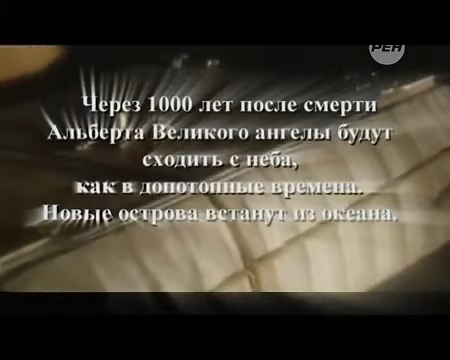 РЕН
Через 1000 лет после смерти
Альберта Великого ангелы будут
сходить с неба,
как в допотопные времена.
Новые острова встанут из океана.